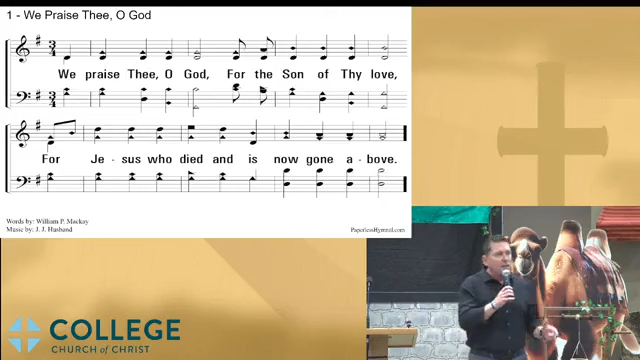 1 - We Praise Thee, O God
We praise Thee, O God, For the Son of Thy love,
For Je - sus who died and is now gone a - bove.
Words by: William P. Mackay
Music by: J. J. Husband
PaperlessHymnal.com
COLLEGE
CHURCH of CHRIST